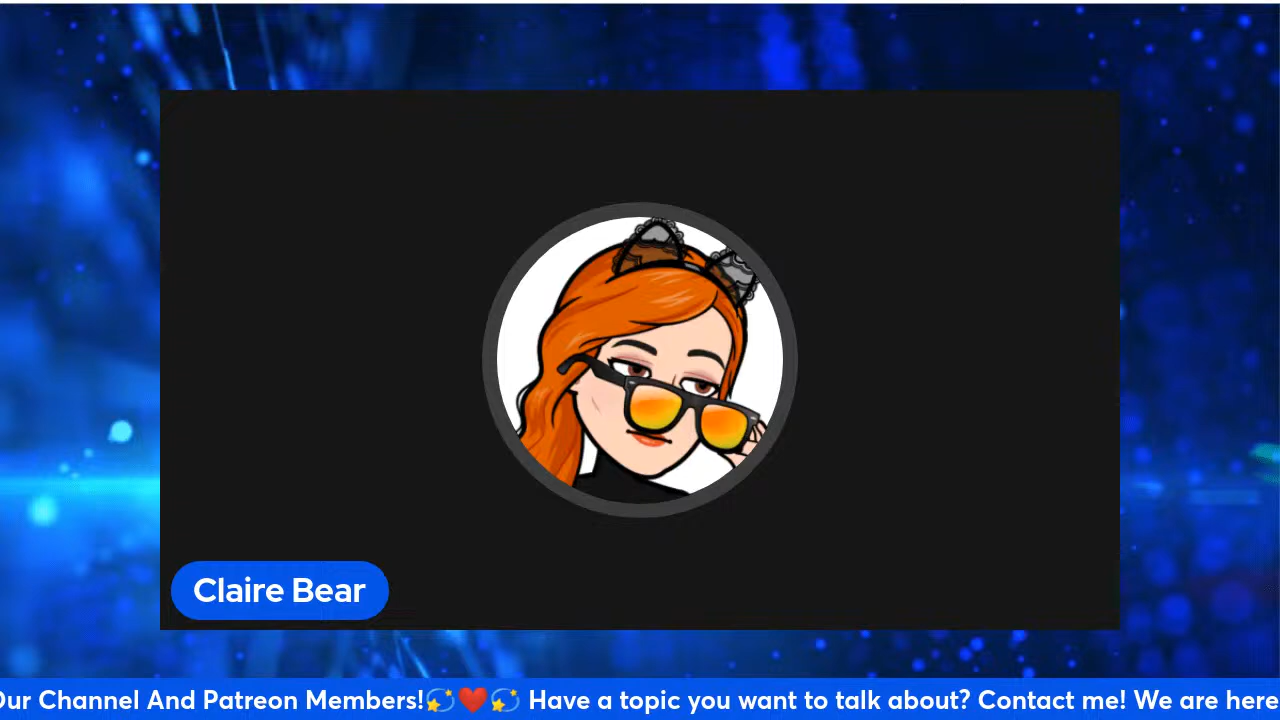 Claire Bear
Our Channel And Patreon Members!💫❤️💫 Have a topic you want to talk about? Contact me! We are here